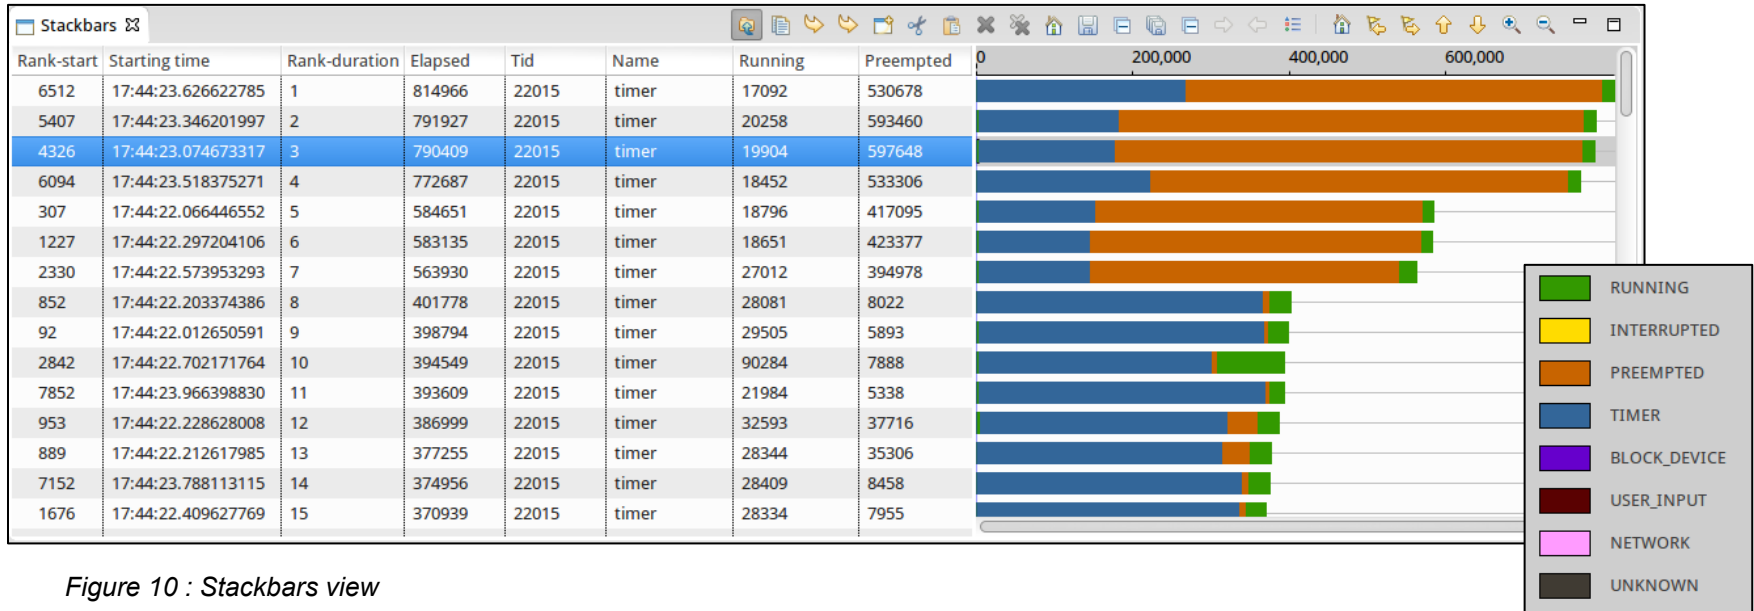 Stackbars
Rank-start Starting time Rank-duration Elapsed Tid Name Running Preempted 0 200,000 400,000 600,000
6512 17:44:23.626622785 1 814966 22015 timer 17092 530678
5407 17:44:23.346201997 2 791927 22015 timer 20258 593460
4326 17:44:23.074673317 3 790409 22015 timer 19904 597648
6094 17:44:23.518375271 4 772687 22015 timer 18452 533306
307 17:44:22.066446552 5 584651 22015 timer 18796 417095
1227 17:44:22.297204106 6 583135 22015 timer 18651 423377
2330 17:44:22.573953293 7 563930 22015 timer 27012 394978
852 17:44:22.203374386 8 401778 22015 timer 28081 8022
92 17:44:22.012650591 9 398794 22015 timer 29505 5893
2842 17:44:22.702171764 10 394549 22015 timer 90284 7888
7852 17:44:23.966398830 11 393609 22015 timer 21984 5338
953 17:44:22.228628008 12 386999 22015 timer 32593 37716
889 17:44:22.212617985 13 377255 22015 timer 28344 35306
7152 17:44:23.788113115 14 374956 22015 timer 28409 8458
1676 17:44:22.409627769 15 370939 22015 timer 28334 7955
RUNNING
INTERRUPTED
PREEMPTED
TIMER
BLOCK_DEVICE
USER_INPUT
NETWORK
UNKNOWN
Figure 10 : Stackbars view